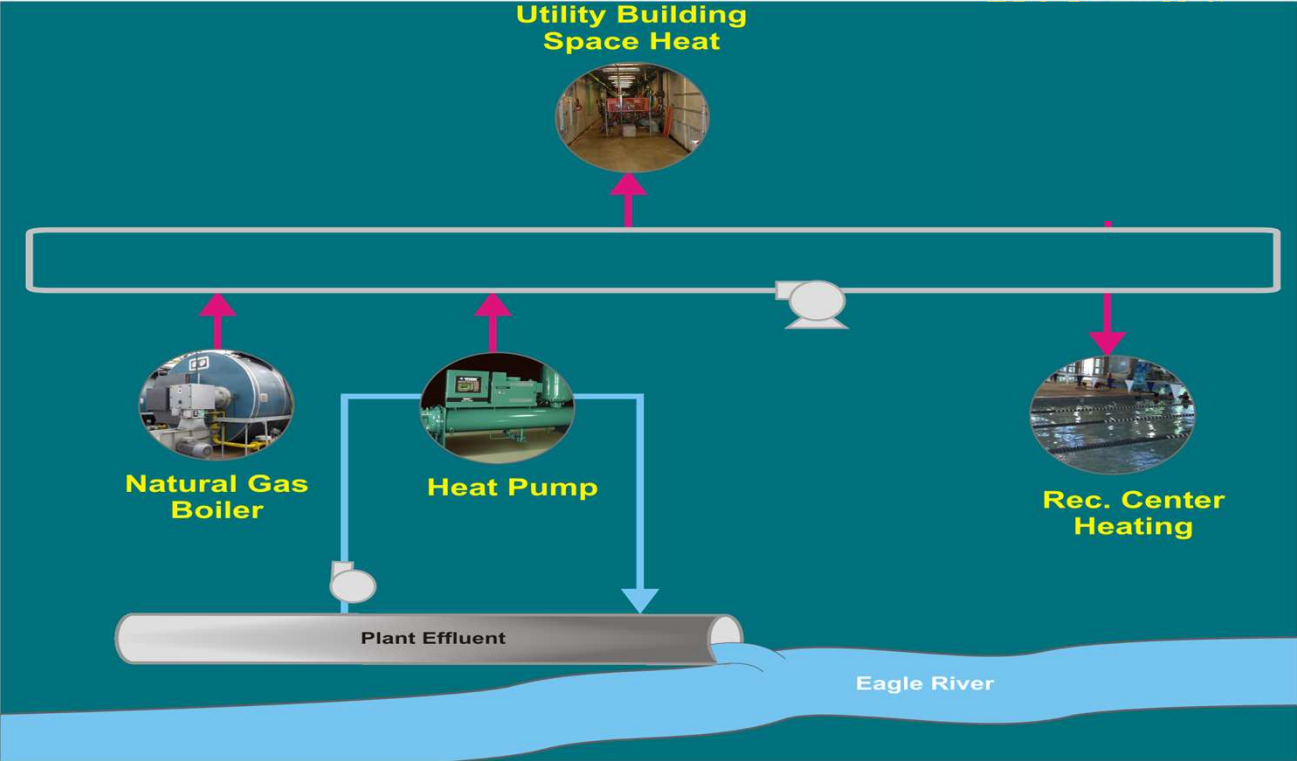 Utility Building
Space Heat
Natural Gas
Boiler
Heat Pump
Rec. Center
Heating
Plant Effluent
Eagle River